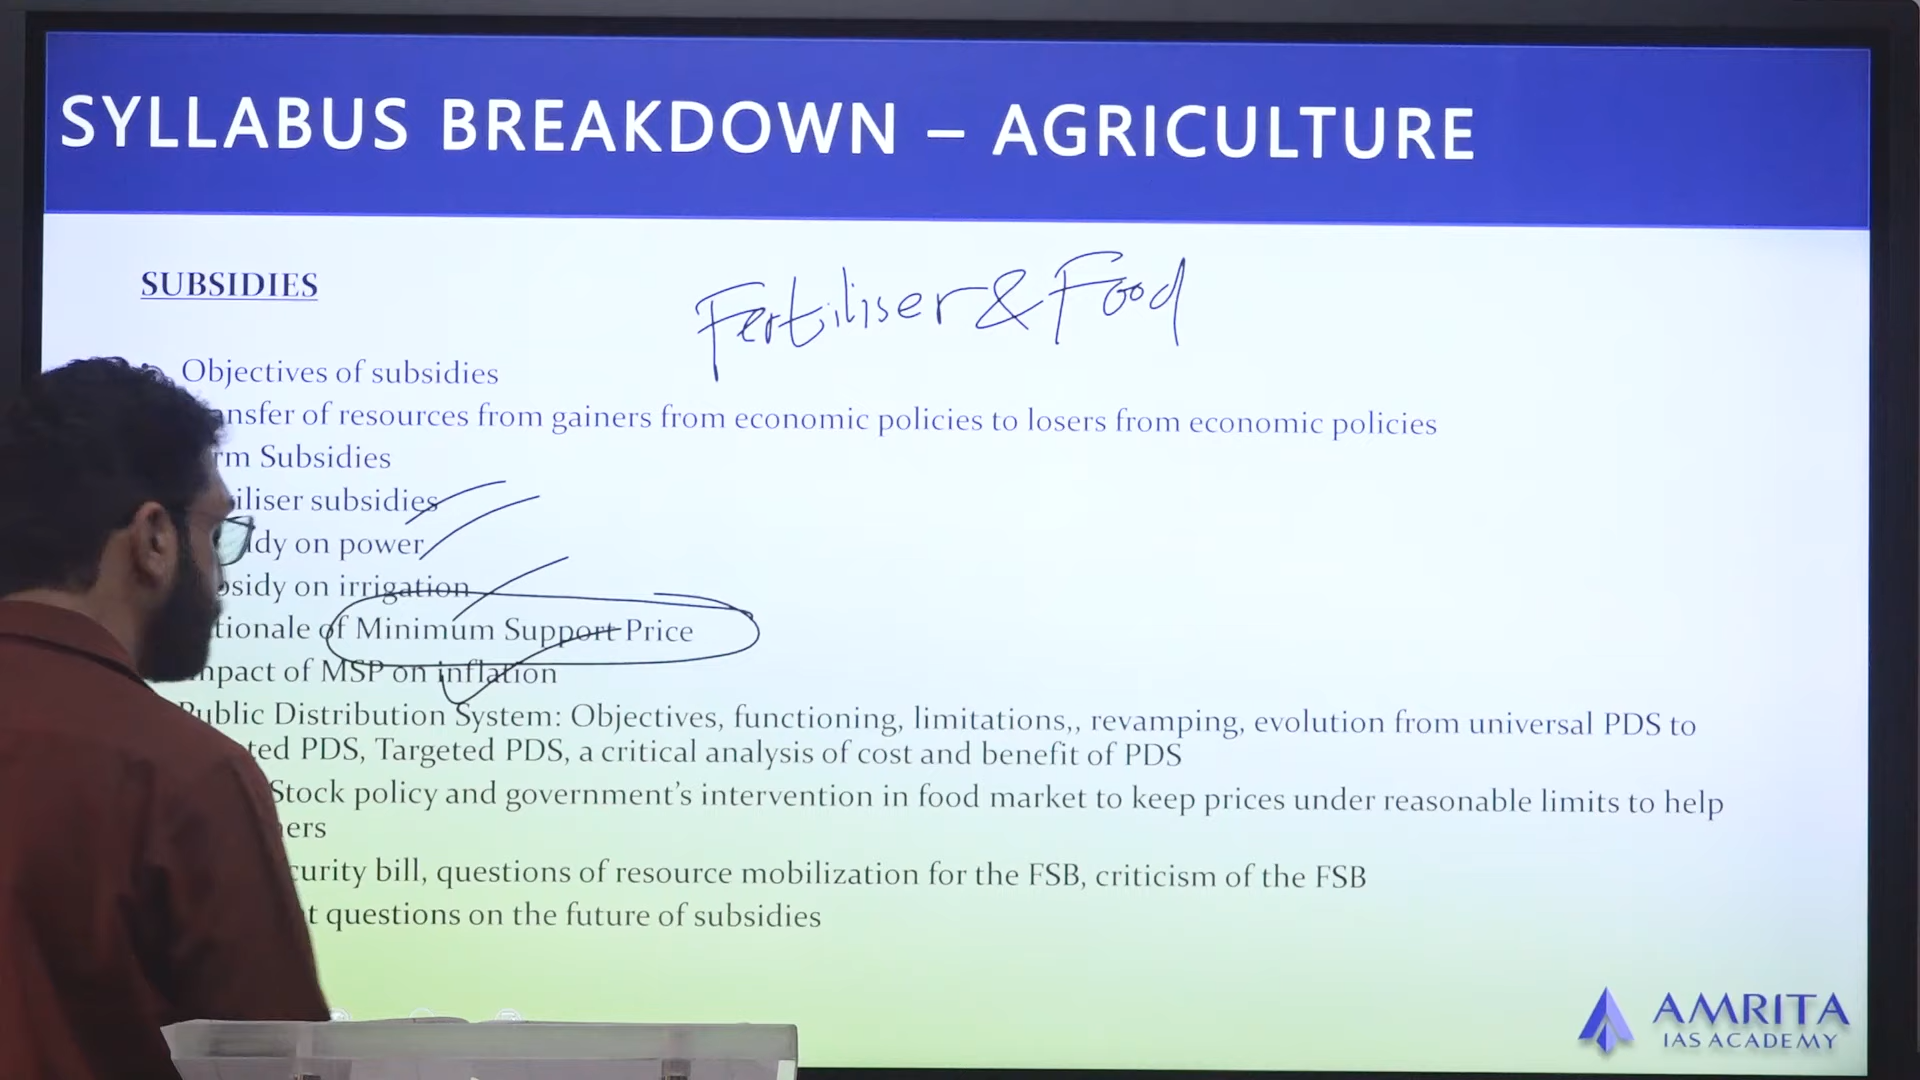 SYLLABUS BREAKDOWN – AGRICULTURE
SUBSIDIES
Fertiliser & Food
Objectives of subsidies
ansfer of resources from gainers from economic policies to losers from economic policies
rm Subsidies
iliser subsidies
dy on power
sidy on irrigation
tionale of Minimum Support Price
mpact of MSP on inflation
Public Distribution System: Objectives, functioning, limitations,, revamping, evolution from universal PDS to
ted PDS, Targeted PDS, a critical analysis of cost and benefit of PDS
Stock policy and government's intervention in food market to keep prices under reasonable limits to help
ers
curity bill, questions of resource mobilization for the FSB, criticism of the FSB
t questions on the future of subsidies
AMRITA
IAS ACADEMY